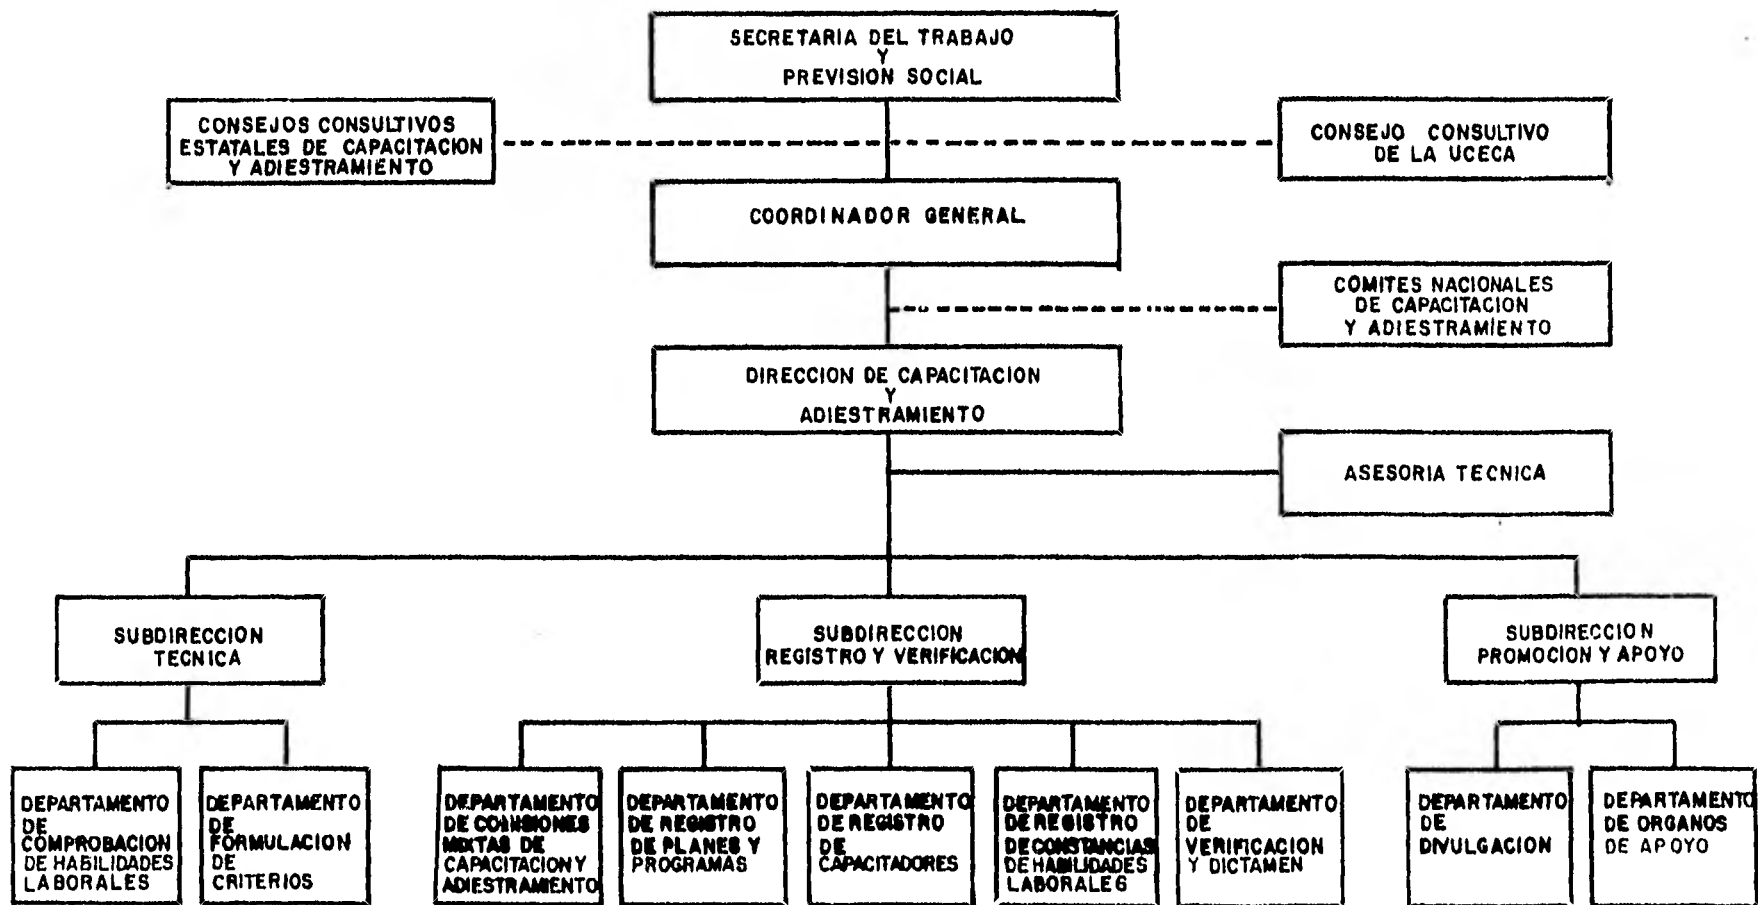 SECRETARIA DEL TRABAJO
Y
PREVISION SOCIAL
CONSEJOS CONSULTIVOS
ESTATALES DE CAPACITACION
Y ADIESTRAMIENTO
CONSEJO CONSULTIVO
DE LA UCECA
COORDINADOR GENERAL
COMITES NACIONALES
DE CAPACITACION
Y ADIESTRAMIENTO
DIRECCION DE CAPACITACION
Y
ADIESTRAMIENTO
ASESORIA TECNICA
SUBDIRECCION
TECNICA
SUBDIRECCION
REGISTRO Y VERIFICACION
SUBDIRECCION
PROMOCION Y APOYO
DEPARTAMENTO
DE
COMPROBACION
DE HABILIDADES
LABORALES
DEPARTAMENTO
DE
FORMULACION
DE
CRITERIOS
DEPARTAMENTO
DE COMISIONES
MIXTAS DE
CAPACITACION Y
ADIESTRAMIENTO
DEPARTAMENTO
DE REGISTRO
DE PLANES Y
PROGRAMAS
DEPARTAMENTO
DE REGISTRO
DE
CAPACITADORES
DEPARTAMENTO
DE REGISTRO
DE CONSTANCIAS
DE HABILIDADES
LABORALES
DEPARTAMENTO
DE
VERIFICACION
Y DICTAMEN
DEPARTAMENTO
DE
DIVULGACION
DEPARTAMENTO
DE ORGANOS
DE APOYO